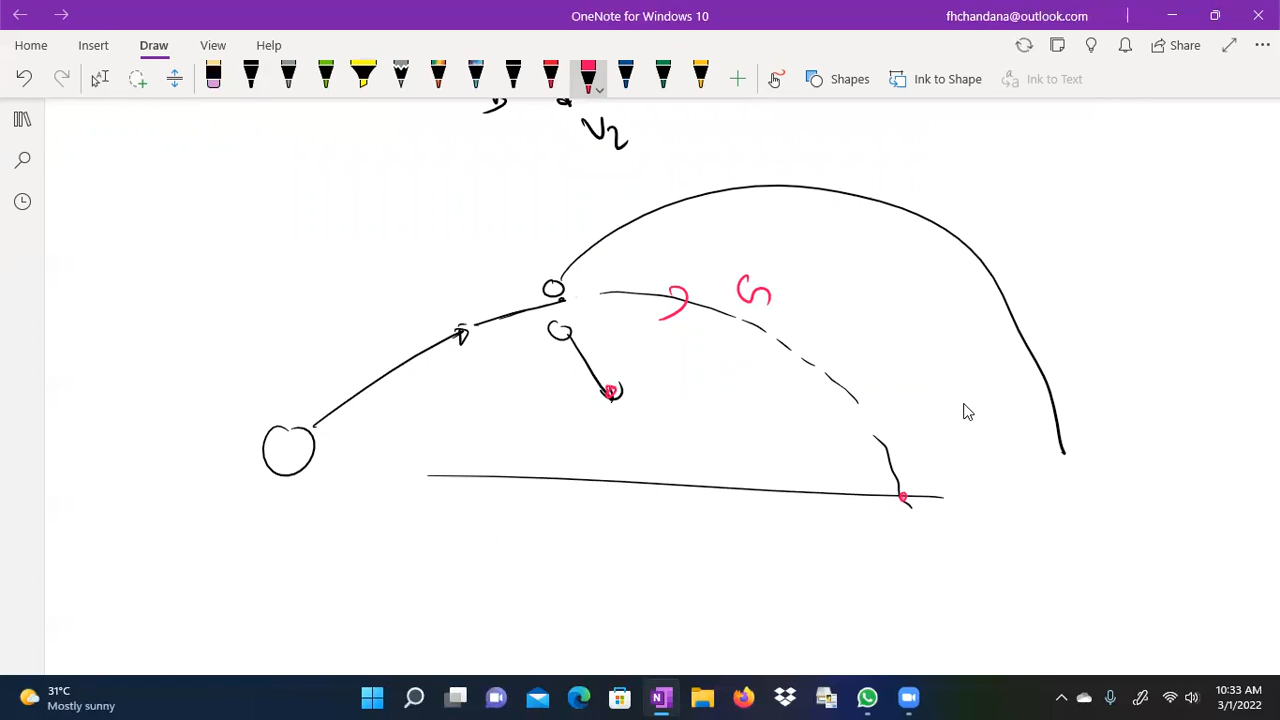 OneNote for Windows 10
fhchandana@outlook.com
Home Insert Draw View Help
Share
Shapes Ink to Shape Ink to Text
V2
31°C
Mostly sunny
10:33 AM
3/1/2022